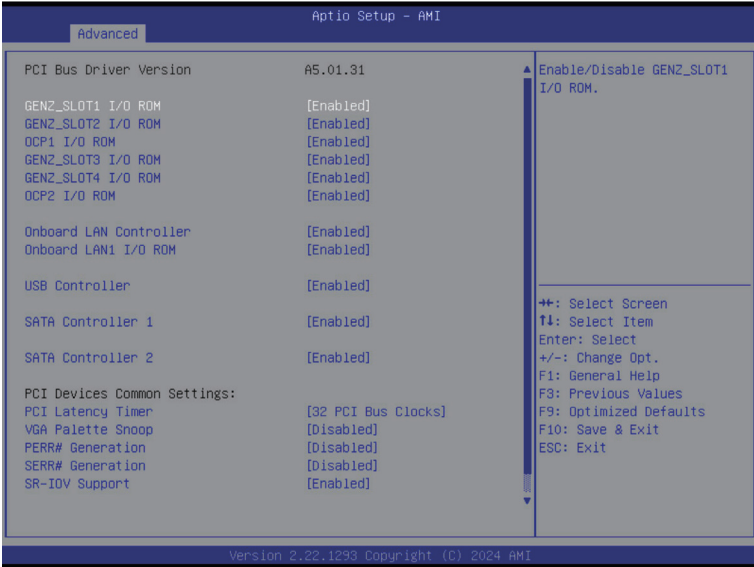 Aptio Setup - AMI
Advanced
PCI Bus Driver Version A5.01.31
GENZ_SLOT1 I/O ROM [Enabled]
GENZ_SLOT2 I/O ROM [Enabled]
OCP1 I/O ROM [Enabled]
GENZ_SLOT3 I/O ROM [Enabled]
GENZ_SLOT4 I/O ROM [Enabled]
OCP2 I/O ROM [Enabled]
Onboard LAN Controller [Enabled]
Onboard LAN1 I/O ROM [Enabled]
USB Controller [Enabled]
SATA Controller 1 [Enabled]
SATA Controller 2 [Enabled]
PCI Devices Common Settings:
PCI Latency Timer [32 PCI Bus Clocks]
VGA Palette Snoop [Disabled]
PERR# Generation [Disabled]
SERR# Generation [Disabled]
SR-IOV Support [Enabled]
Enable/Disable GENZ_SLOT1
I/O ROM.
→←: Select Screen
↑↓: Select Item
Enter: Select
+/-: Change Opt.
F1: General Help
F3: Previous Values
F9: Optimized Defaults
F10: Save & Exit
ESC: Exit
Version 2.22.1293 Copyright (C) 2024 AMI